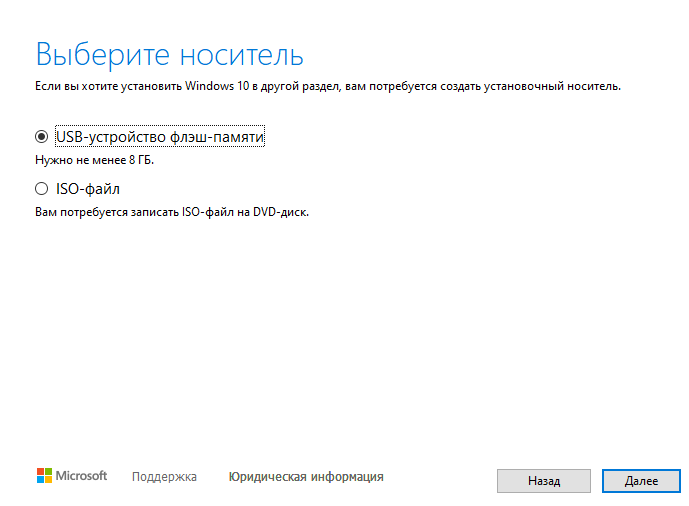 Выберите носитель
Если вы хотите установить Windows 10 в другой раздел, вам потребуется создать установочный носитель.
USB-устройство флэш-памяти
Нужно не менее 8 ГБ.
ISO-файл
Вам потребуется записать ISO-файл на DVD-диск.
Microsoft Поддержка Юридическая информация Назад Далее